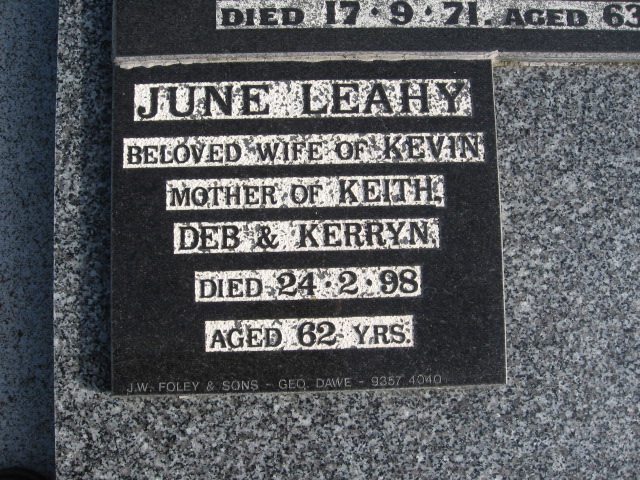 DIED 17·9·71. AGED 63
JUNE LEAHY
BELOVED WIFE OF KEVIN
MOTHER OF KEITH,
DEB & KERRYN.
DIED 24·2·98
AGED 62 YRS.
J.W. FOLEY & SONS - GEO. DAWE - 9357 4040